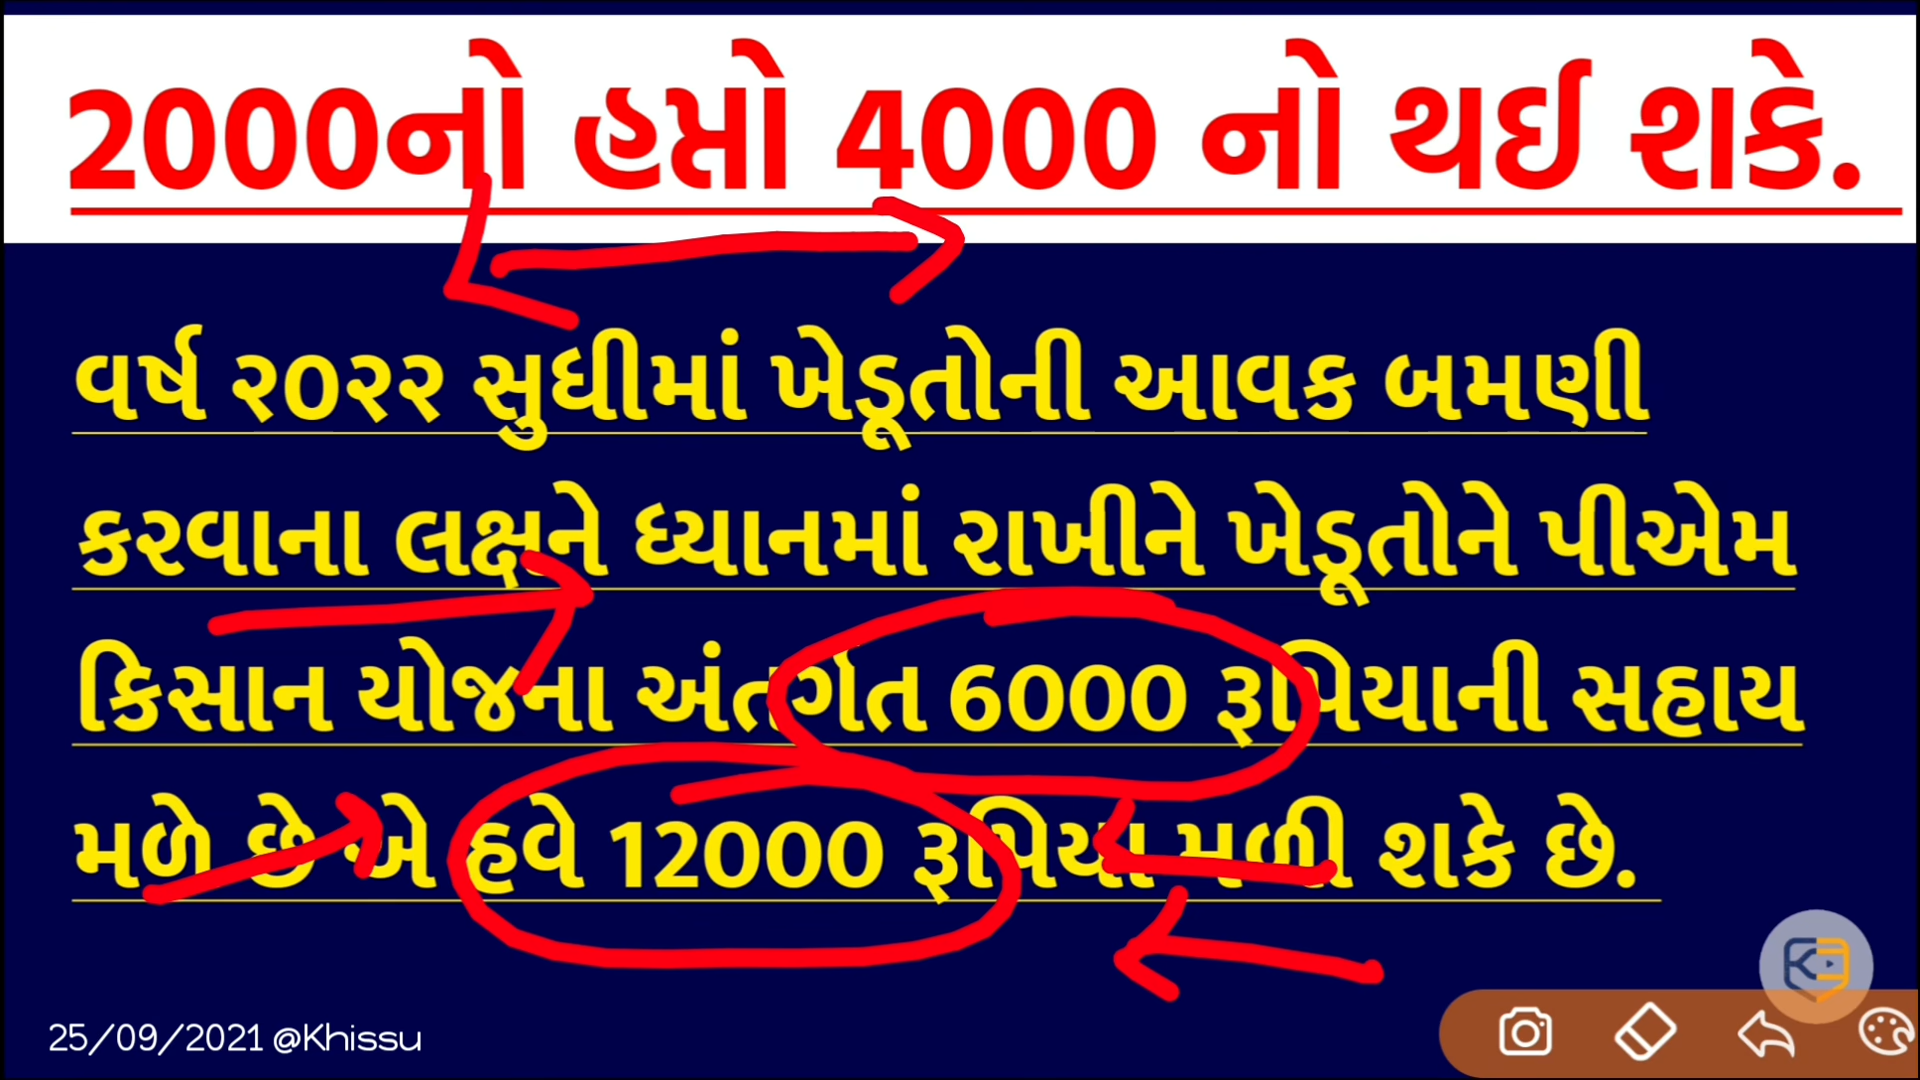 2000નો હપ્તો 4000 નો થઈ શકે.
વર્ષ ૨૦૨૨ સુધીમાં ખેડૂતોની આવક બમણી
કરવાના લક્ષને ધ્યાનમાં રાખીને ખેડૂતોને પીએમ
કિસાન યોજના અંતર્ગત 6000 રૂપિયાની સહાય
મળે છે એ હવે 12000 રૂપિયા મળી શકે છે.
25/09/2021 @Khissu